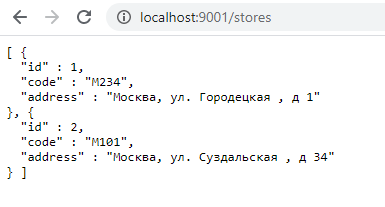 localhost:9001/stores
[ {
"id" : 1,
"code" : "M234",
"address" : "Москва, ул. Городецкая , д 1"
}, {
"id" : 2,
"code" : "M101",
"address" : "Москва, ул. Суздальская , д 34"
} ]